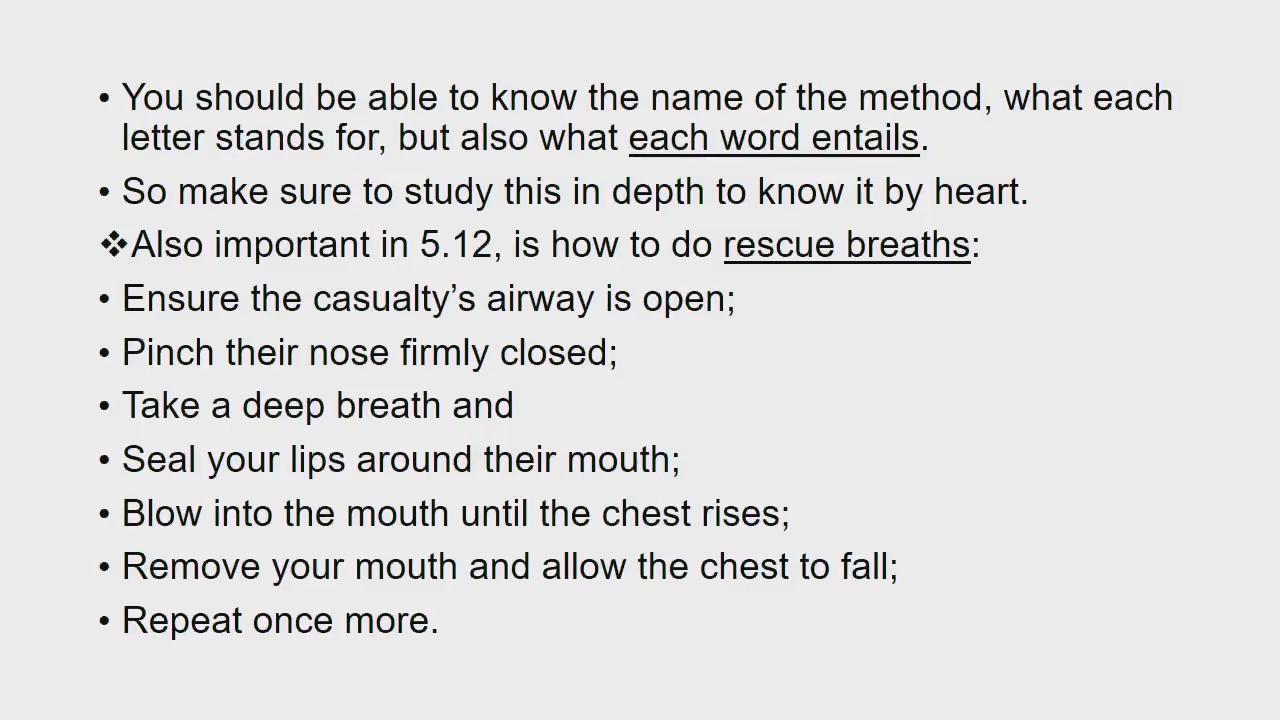 • You should be able to know the name of the method, what each
letter stands for, but also what each word entails.
• So make sure to study this in depth to know it by heart.
❖Also important in 5.12, is how to do rescue breaths:
• Ensure the casualty’s airway is open;
• Pinch their nose firmly closed;
• Take a deep breath and
• Seal your lips around their mouth;
• Blow into the mouth until the chest rises;
• Remove your mouth and allow the chest to fall;
• Repeat once more.